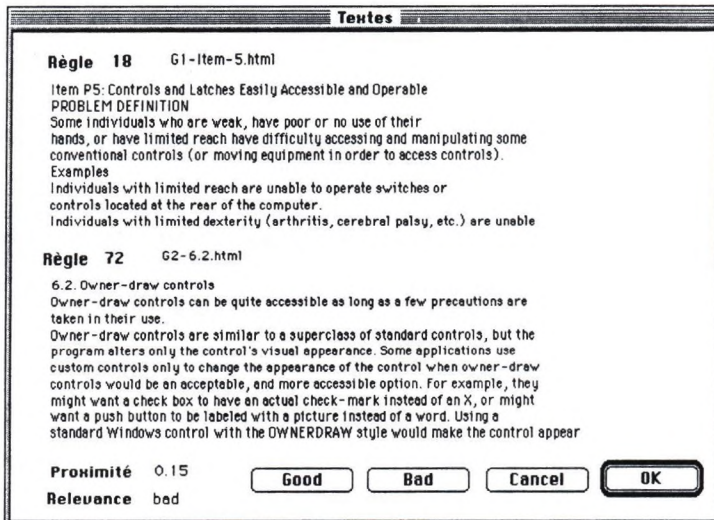 Textes
Règle 18 G1-Item-5.html
Item P5: Controls and Latches Easily Accessible and Operable
PROBLEM DEFINITION
Some individuals who are weak, have poor or no use of their
hands, or have limited reach have difficulty accessing and manipulating some
conventional controls (or moving equipment in order to access controls).
Examples
Individuals with limited reach are unable to operate switches or
controls located at the rear of the computer.
Individuals with limited dexterity (arthritis, cerebral palsy, etc.) are unable
Règle 72 G2-6.2.html
6.2. Owner-draw controls
Owner-draw controls can be quite accessible as long as a few precautions are
taken in their use.
Owner-draw controls are similar to a superclass of standard controls, but the
program alters only the control's visual appearance. Some applications use
custom controls only to change the appearance of the control when owner-draw
controls would be an acceptable, and more accessible option. For example, they
might want a check box to have an actual check-mark instead of an X, or might
want a push button to be labeled with a picture instead of a word. Using a
standard Windows control with the OWNERDRAW style would make the control appear
Proximité 0.15
Good Bad Cancel OK
Relevance bad